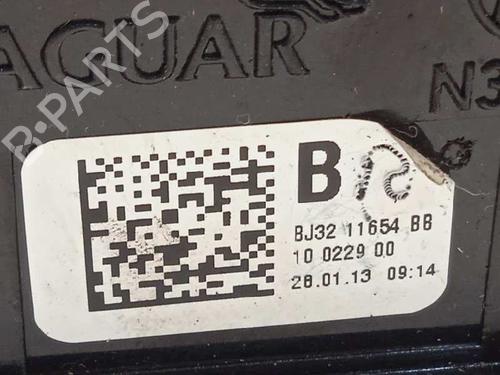 JAGUAR
N3
B-PARTS
B
BJ32 11654 BB
10 0229 00
28.01.13 09:14